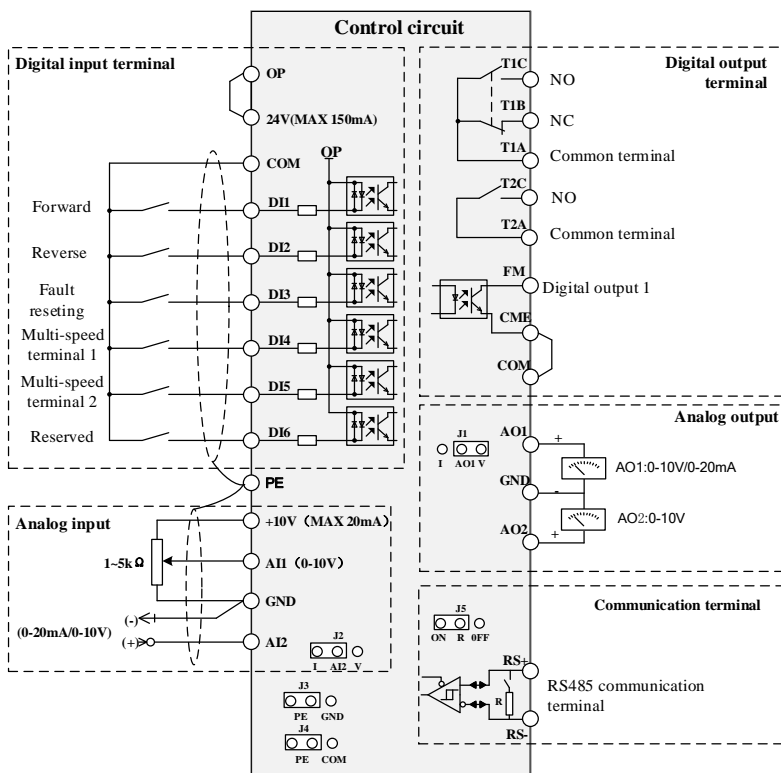 Control circuit
Digital input terminal
OP
24V(MAX 150mA)
COM
OP
Forward
DI1
Reverse
DI2
Fault
reseting
DI3
Multi-speed
terminal 1
DI4
Multi-speed
terminal 2
DI5
Reserved
DI6
PE
Analog input
+10V (MAX 20mA)
1~5kΩ
AI1 (0-10V)
GND
(-)
(0-20mA/0-10V)
(+)
AI2
J2
I AI2 V
J3
PE GND
J4
PE COM
Digital output
terminal
T1C
NO
T1B
NC
T1A
Common terminal
T2C
NO
T2A
Common terminal
FM
Digital output 1
CME
COM
Analog output
J1
I AO1 V
AO1
+
AO1:0-10V/0-20mA
GND
-
AO2:0-10V
AO2
+
Communication terminal
J5
ON R 0FF
RS+
R
RS485 communication
terminal
RS-